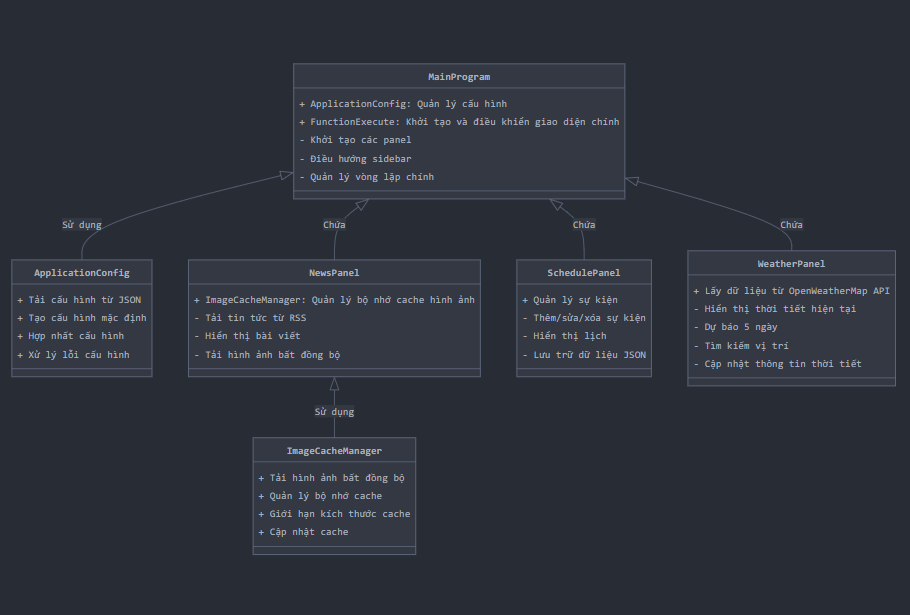 MainProgram
+ ApplicationConfig: Quản lý cấu hình
+ FunctionExecute: Khởi tạo và điều khiển giao diện chính
- Khởi tạo các panel
- Điều hướng sidebar
- Quản lý vòng lặp chính
Sử dụng
Chứa
Chứa
Chứa
ApplicationConfig
+ Tải cấu hình từ JSON
+ Tạo cấu hình mặc định
+ Hợp nhất cấu hình
+ Xử lý lỗi cấu hình
NewsPanel
+ ImageCacheManager: Quản lý bộ nhớ cache hình ảnh
- Tải tin tức từ RSS
- Hiển thị bài viết
- Tải hình ảnh bất đồng bộ
SchedulePanel
+ Quản lý sự kiện
- Thêm/sửa/xóa sự kiện
- Hiển thị lịch
- Lưu trữ dữ liệu JSON
WeatherPanel
+ Lấy dữ liệu từ OpenWeatherMap API
- Hiển thị thời tiết hiện tại
- Dự báo 5 ngày
- Tìm kiếm vị trí
- Cập nhật thông tin thời tiết
Sử dụng
ImageCacheManager
+ Tải hình ảnh bất đồng bộ
+ Quản lý bộ nhớ cache
+ Giới hạn kích thước cache
+ Cập nhật cache